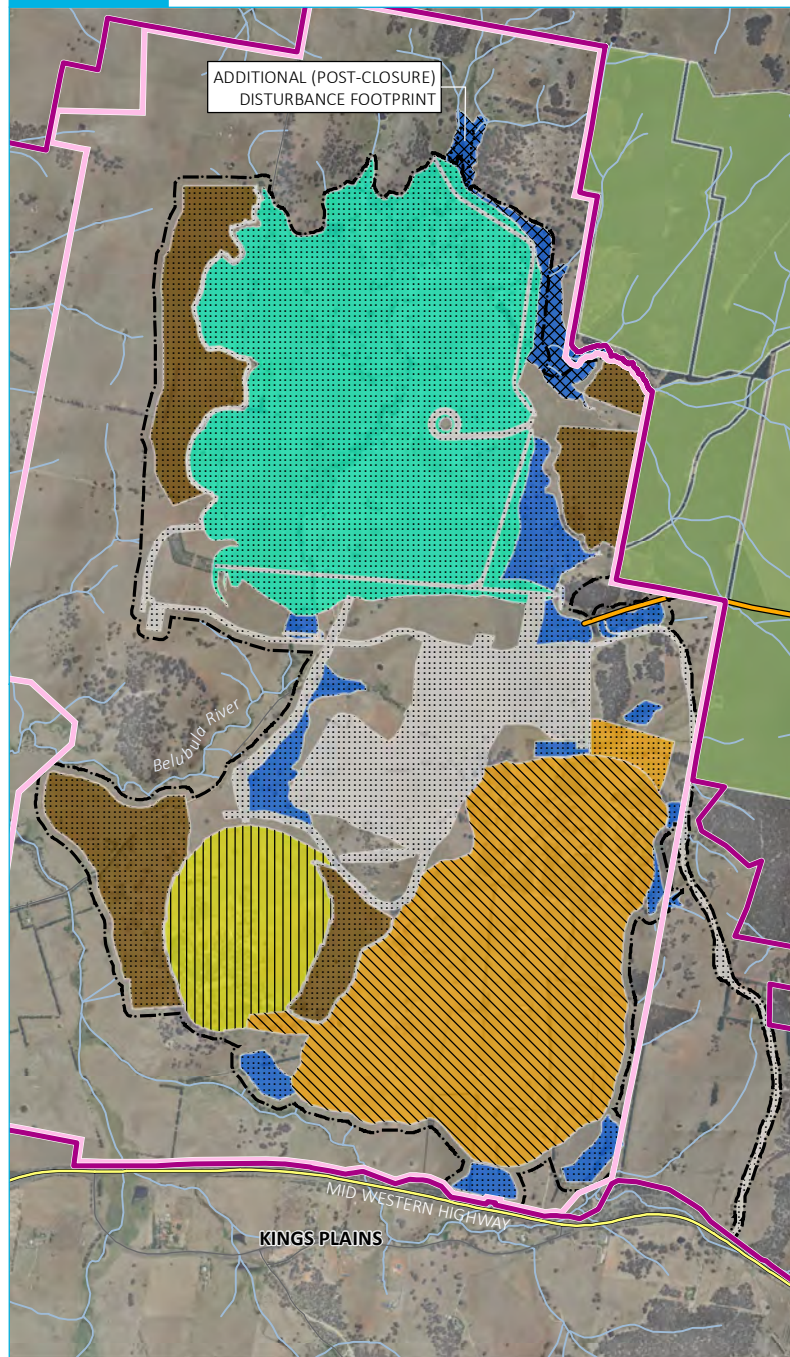 ADDITIONAL (POST-CLOSURE)
DISTURBANCE FOOTPRINT
Belubula River
MID WESTERN HIGHWAY
KINGS PLAINS